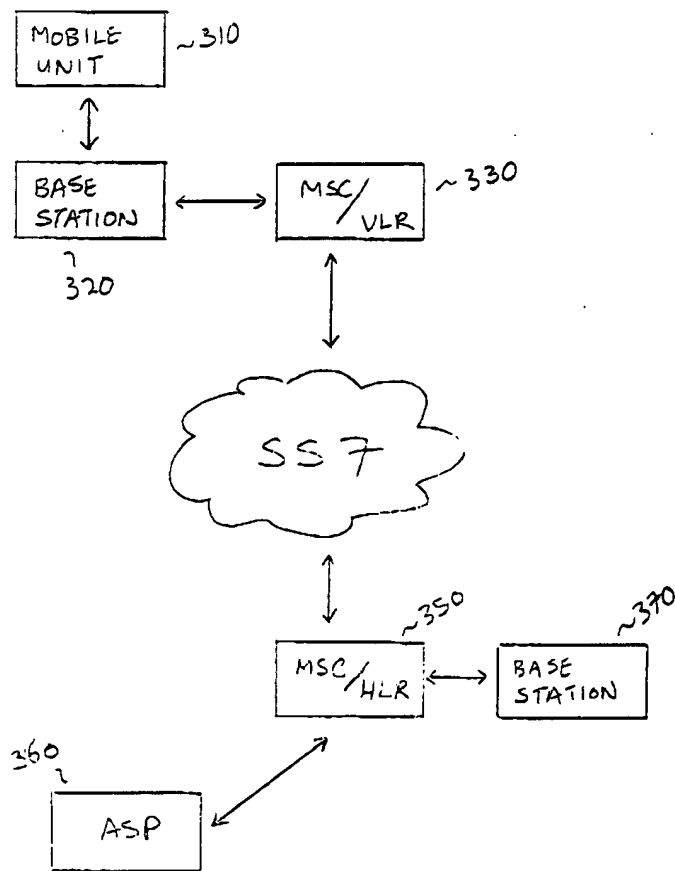 MOBILE
UNIT
~310
BASE
STATION
320
MSC/
VLR
~330
SS7
~350
MSC/
HLR
~370
BASE
STATION
360
ASP